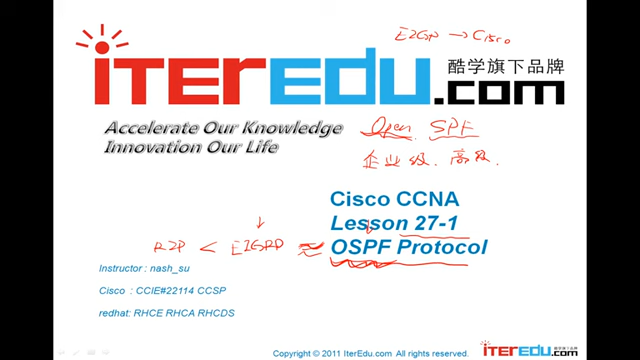 EIGRP → Cisco
ITEREDU.com
酷学旗下品牌
Accelerate Our Knowledge
Innovation Our Life
Open SPF
企业级. 高级.
Cisco CCNA
Lesson 27-1
RIP < EIGRP ≈ OSPF Protocol
Instructor : nash_su
Cisco : CCIE#22114 CCSP
redhat: RHCE RHCA RHCDS
Copyright © 2011 IterEdu.com All rights reserved.
ITEREDU.com